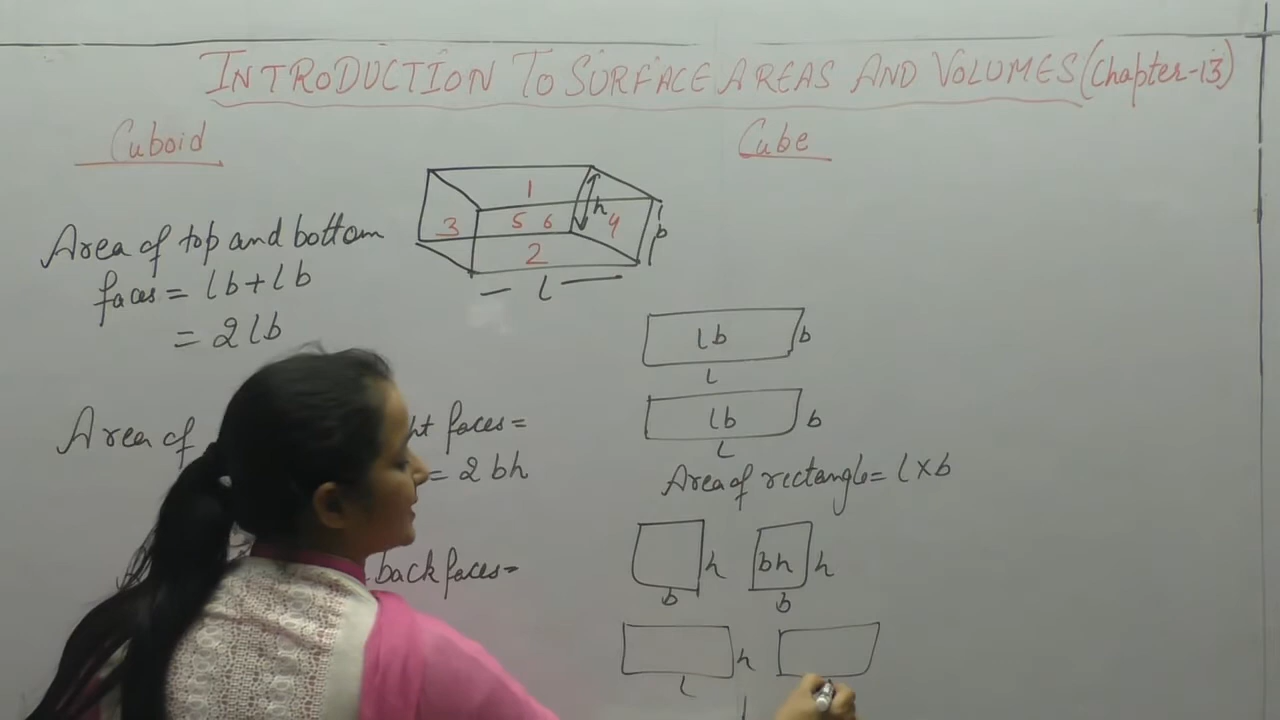 INTRODUCTION TO SURFACE AREAS AND VOLUMES (Chapter-13)
Cuboid
Cube
Area of top and bottom
faces = lb + lb
= 2lb
Area of
ht faces =
= 2bh
back faces =
1
3
5 6
4
2
h
b
l
lb
b
l
lb
b
l
Area of rectangle = l×b
h
b
bh
h
b
h
l